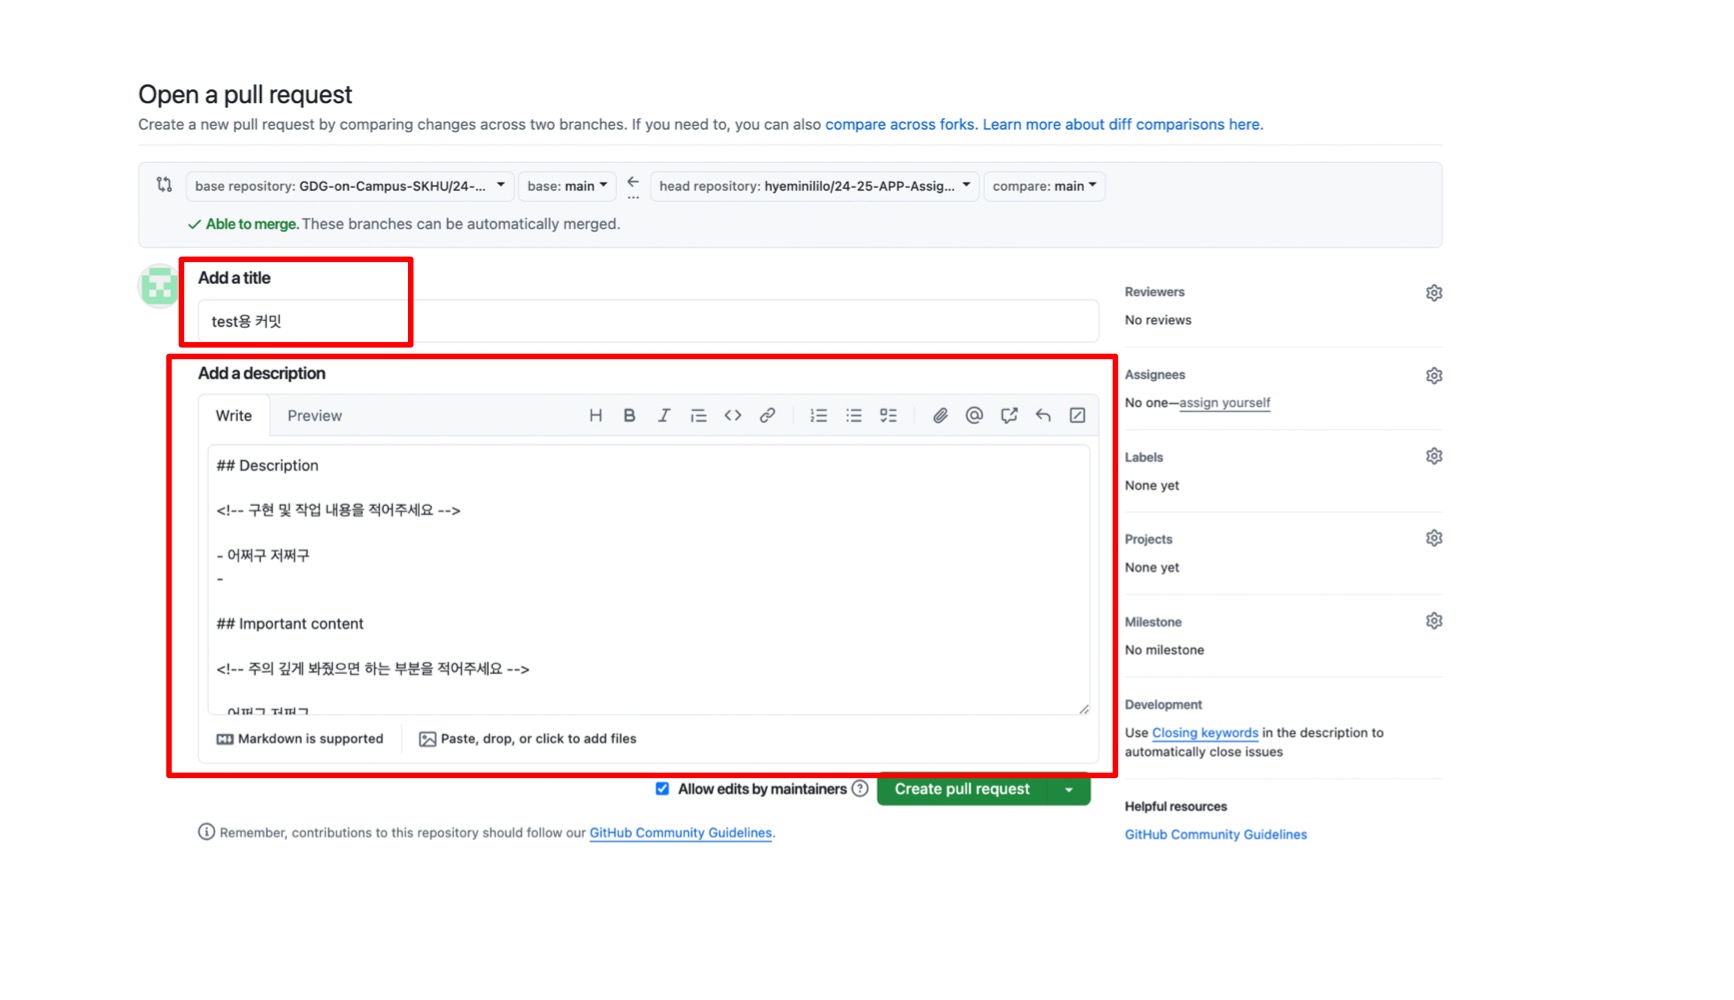 Open a pull request
Create a new pull request by comparing changes across two branches. If you need to, you can also compare across forks. Learn more about diff comparisons here.
base repository: GDG-on-Campus-SKHU/24-... base: main ← ... head repository: hyeminililo/24-25-APP-Assig... compare: main
Able to merge. These branches can be automatically merged.
Add a title
test용 커밋
Add a description
Write Preview
## Description
<!-- 구현 및 작업 내용을 적어주세요 -->
- 어쩌구 저쩌구
-
## Important content
<!-- 주의 깊게 봐줬으면 하는 부분을 적어주세요 -->
어쩌구 저쩌구
Markdown is supported Paste, drop, or click to add files
Allow edits by maintainers Create pull request
Remember, contributions to this repository should follow our GitHub Community Guidelines.
Reviewers
No reviews
Assignees
No one—assign yourself
Labels
None yet
Projects
None yet
Milestone
No milestone
Development
Use Closing keywords in the description to
automatically close issues
Helpful resources
GitHub Community Guidelines